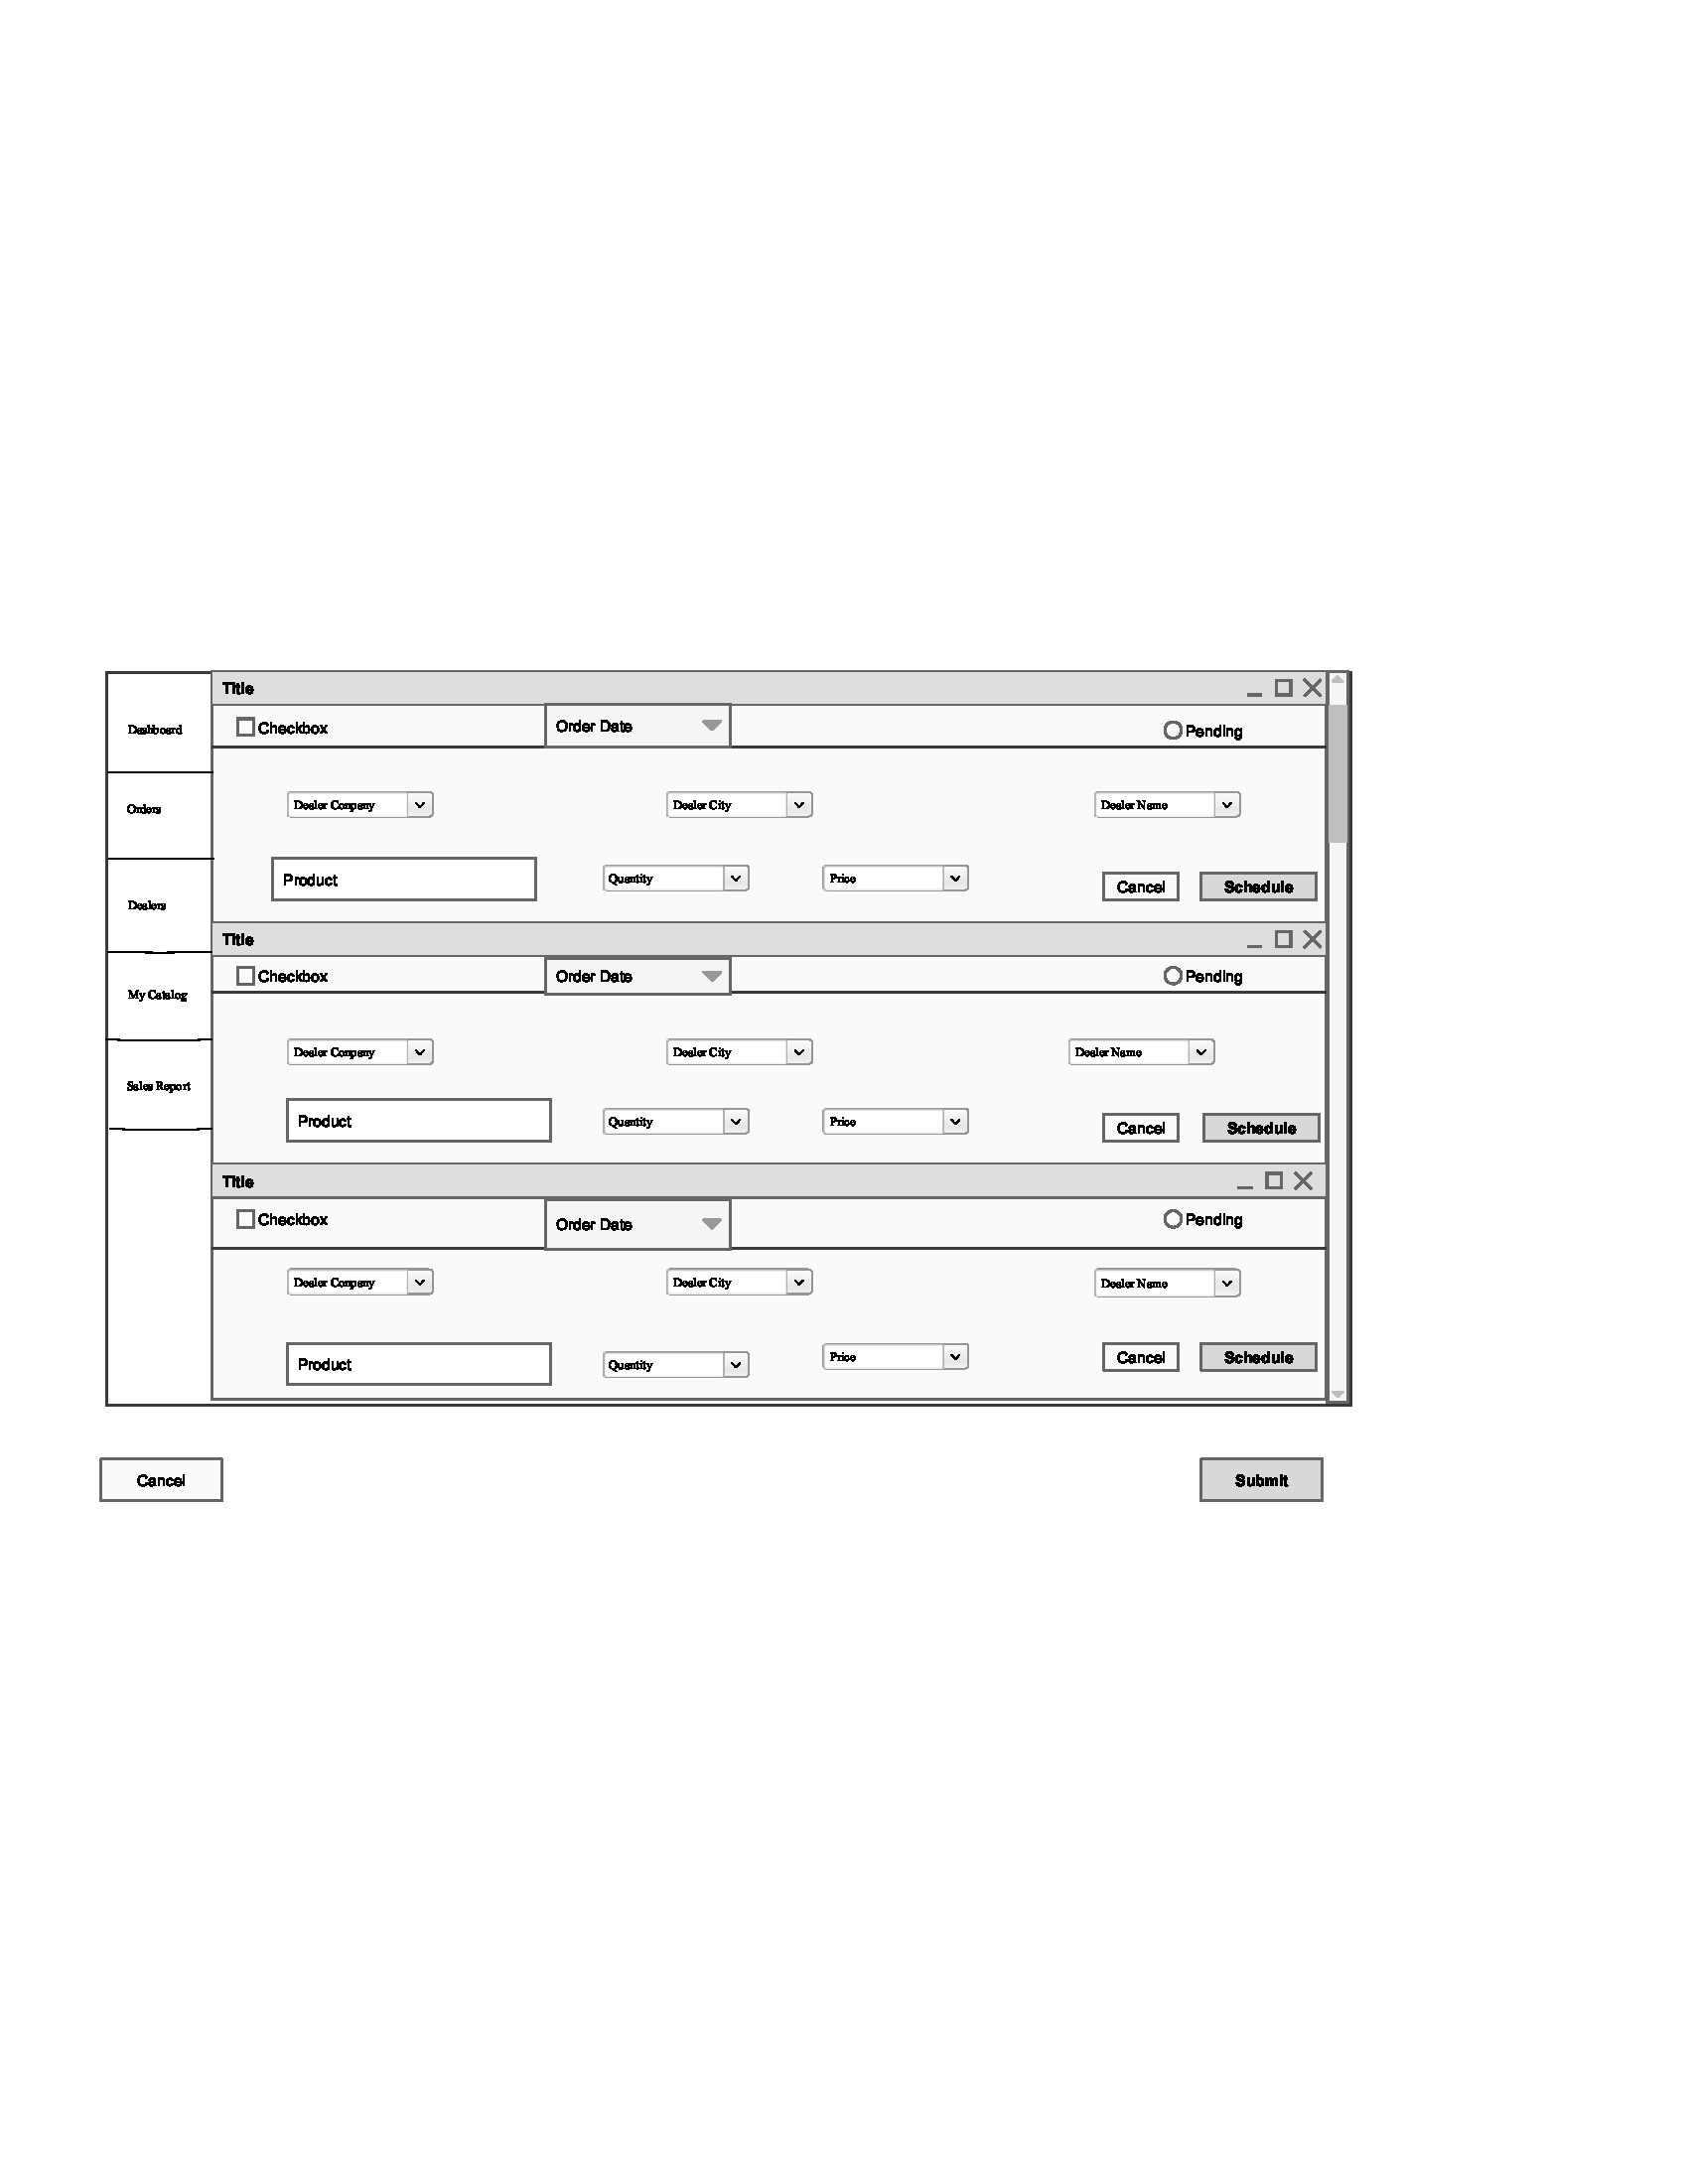 Dashboard
Orders
Dealers
My Catalog
Sales Report
Title
Checkbox Order Date Pending
Dealer Company Dealer City Dealer Name
Product Quantity Price Cancel Schedule
Title
Checkbox Order Date Pending
Dealer Company Dealer City Dealer Name
Product Quantity Price Cancel Schedule
Title
Checkbox Order Date Pending
Dealer Company Dealer City Dealer Name
Product Quantity Price Cancel Schedule
Cancel Submit